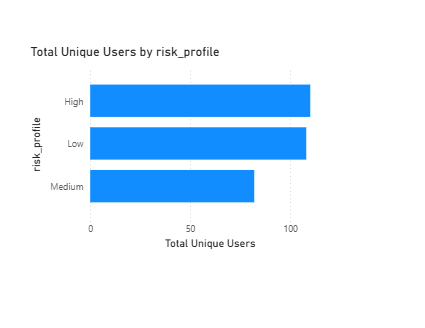 Total Unique Users by risk_profile
risk_profile
High
Low
Medium
0 50 100
Total Unique Users